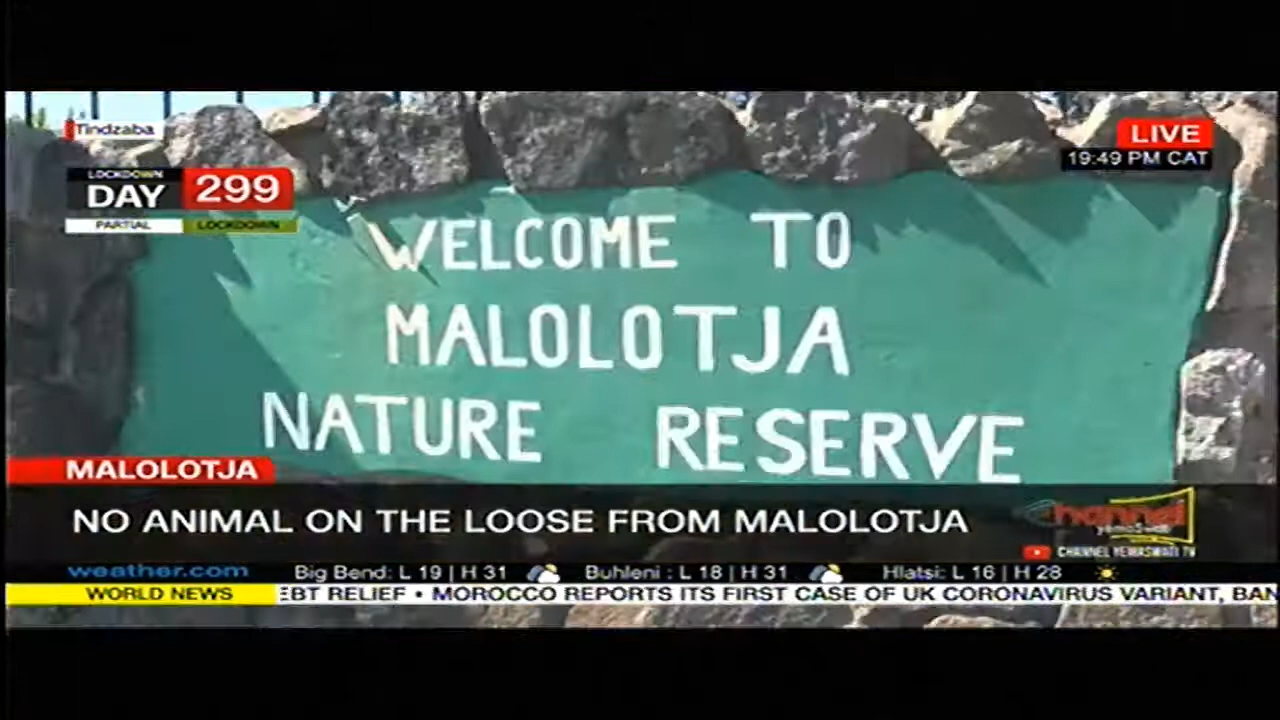 Tindzaba
LIVE
19:49 PM CAT
LOCKDOWN
DAY 299
PARTIAL LOCKDOWN
WELCOME TO
MALOLOTJA
NATURE RESERVE
MALOLOTJA
NO ANIMAL ON THE LOOSE FROM MALOLOTJA
Channel
yemaswati
CHANNEL YEMASWATI TV
weather.com Big Bend: L 19 | H 31 Buhleni : L 18 | H 31 Hlatsi: L 16 | H 28
WORLD NEWS EBT RELIEF • MOROCCO REPORTS ITS FIRST CASE OF UK CORONAVIRUS VARIANT, BAN